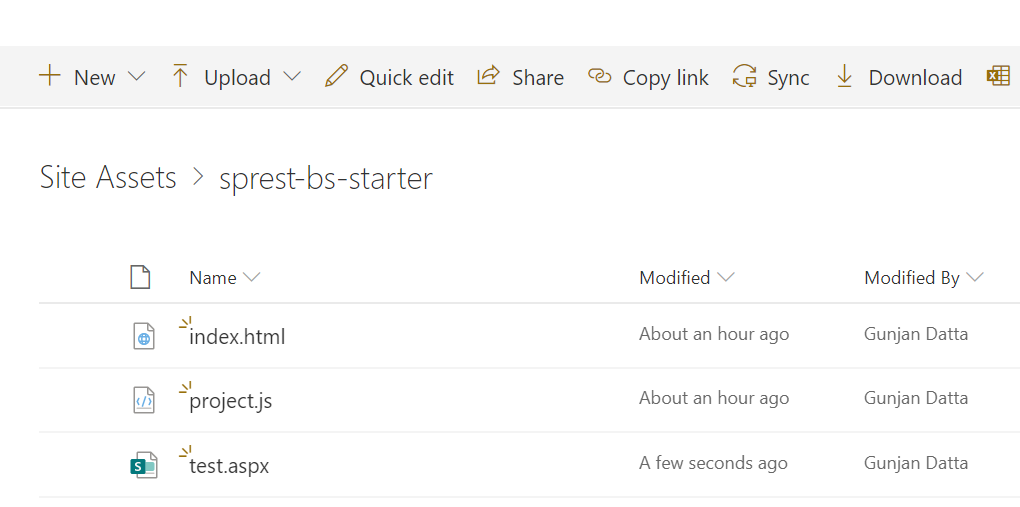 New Upload Quick edit Share Copy link Sync Download
Site Assets > sprest-bs-starter
Name Modified Modified By
index.html About an hour ago Gunjan Datta
project.js About an hour ago Gunjan Datta
test.aspx A few seconds ago Gunjan Datta